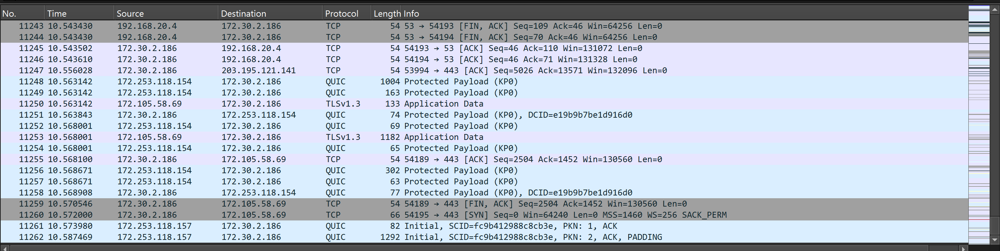 No. Time Source Destination Protocol Length Info
11243 10.543430 192.168.20.4 172.30.2.186 TCP 54 53 → 54193 [FIN, ACK] Seq=109 Ack=46 Win=64256 Len=0
11244 10.543430 192.168.20.4 172.30.2.186 TCP 54 53 → 54194 [FIN, ACK] Seq=70 Ack=46 Win=64256 Len=0
11245 10.543502 172.30.2.186 192.168.20.4 TCP 54 54193 → 53 [ACK] Seq=46 Ack=110 Win=131072 Len=0
11246 10.543610 172.30.2.186 192.168.20.4 TCP 54 54194 → 53 [ACK] Seq=46 Ack=71 Win=131328 Len=0
11247 10.556028 172.30.2.186 203.195.121.141 TCP 54 53994 → 443 [ACK] Seq=5026 Ack=13571 Win=132096 Len=0
11248 10.563142 172.253.118.154 172.30.2.186 QUIC 1004 Protected Payload (KP0)
11249 10.563142 172.253.118.154 172.30.2.186 QUIC 163 Protected Payload (KP0)
11250 10.563142 172.105.58.69 172.30.2.186 TLSv1.3 133 Application Data
11251 10.563843 172.30.2.186 172.253.118.154 QUIC 74 Protected Payload (KP0), DCID=e19b9b7be1d916d0
11252 10.568001 172.253.118.154 172.30.2.186 QUIC 69 Protected Payload (KP0)
11253 10.568001 172.105.58.69 172.30.2.186 TLSv1.3 1182 Application Data
11254 10.568001 172.253.118.154 172.30.2.186 QUIC 65 Protected Payload (KP0)
11255 10.568100 172.30.2.186 172.105.58.69 TCP 54 54189 → 443 [ACK] Seq=2504 Ack=1452 Win=130560 Len=0
11256 10.568671 172.253.118.154 172.30.2.186 QUIC 302 Protected Payload (KP0)
11257 10.568671 172.253.118.154 172.30.2.186 QUIC 63 Protected Payload (KP0)
11258 10.568908 172.30.2.186 172.253.118.154 QUIC 77 Protected Payload (KP0), DCID=e19b9b7be1d916d0
11259 10.570546 172.30.2.186 172.105.58.69 TCP 54 54189 → 443 [FIN, ACK] Seq=2504 Ack=1452 Win=130560 Len=0
11260 10.572000 172.30.2.186 172.105.58.69 TCP 66 54195 → 443 [SYN] Seq=0 Win=64240 Len=0 MSS=1460 WS=256 SACK_PERM
11261 10.573980 172.253.118.157 172.30.2.186 QUIC 82 Initial, SCID=fc9b412988c8cb3e, PKN: 1, ACK
11262 10.587469 172.253.118.157 172.30.2.186 QUIC 1292 Initial, SCID=fc9b412988c8cb3e, PKN: 2, ACK, PADDING